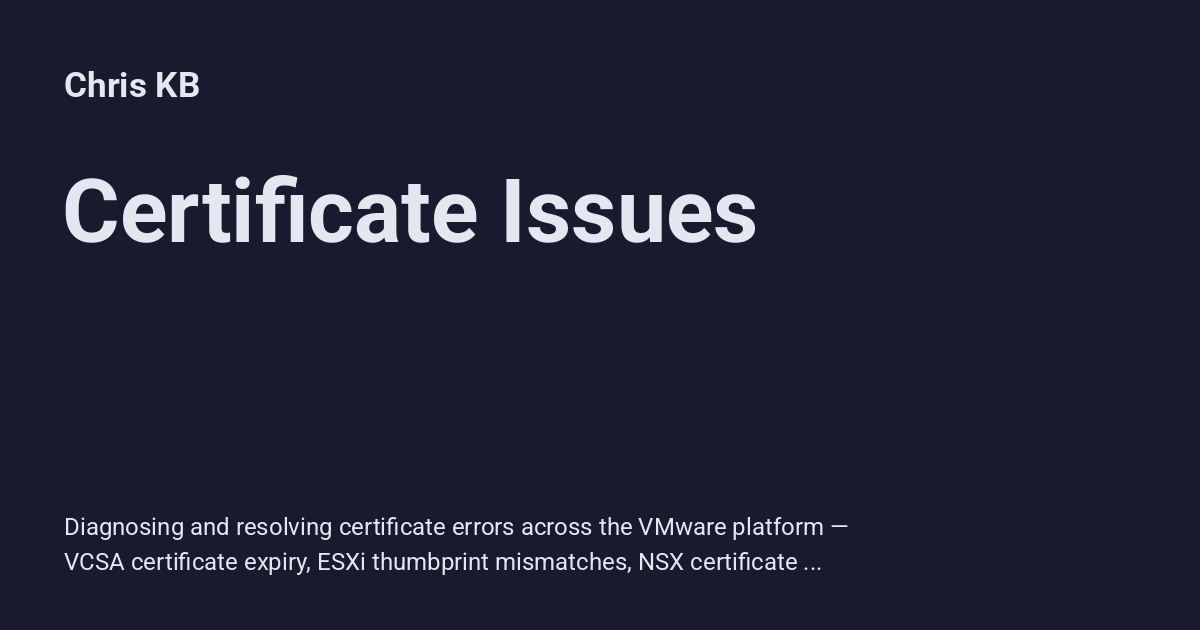 Chris KB
Certificate Issues
Diagnosing and resolving certificate errors across the VMware platform —
VCSA certificate expiry, ESXi thumbprint mismatches, NSX certificate ...